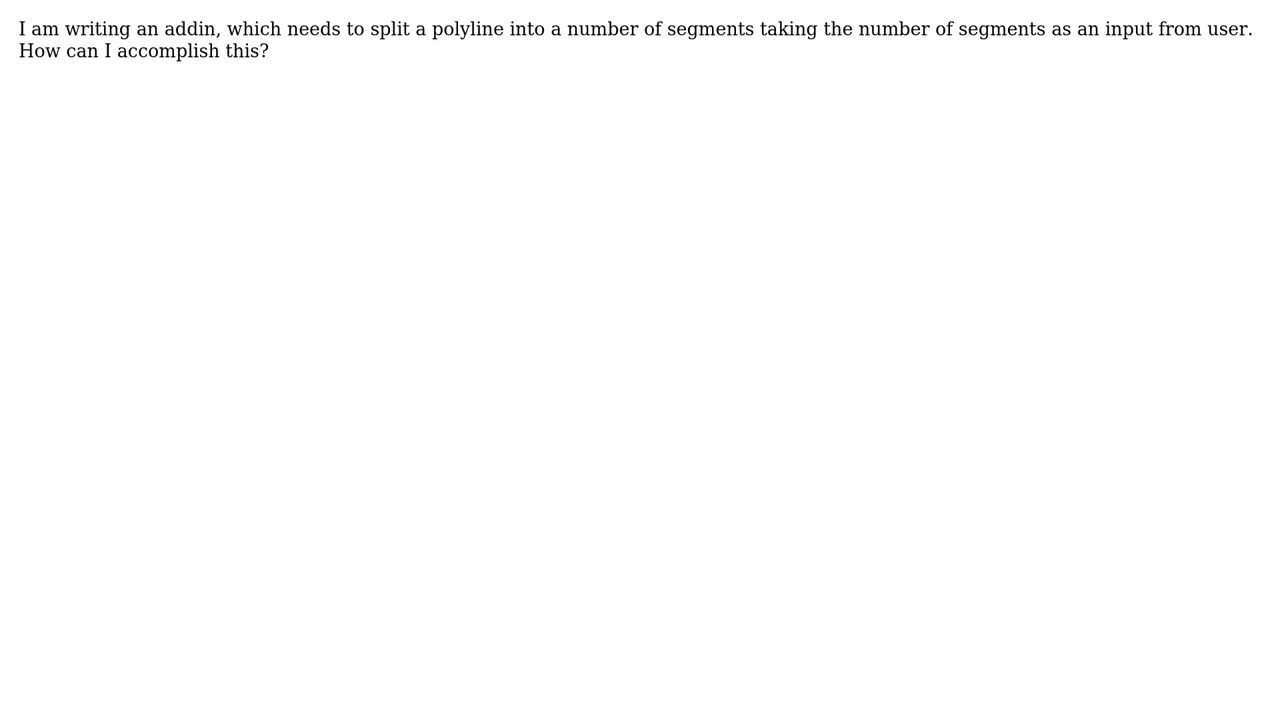 I am writing an addin, which needs to split a polyline into a number of segments taking the number of segments as an input from user.
How can I accomplish this?